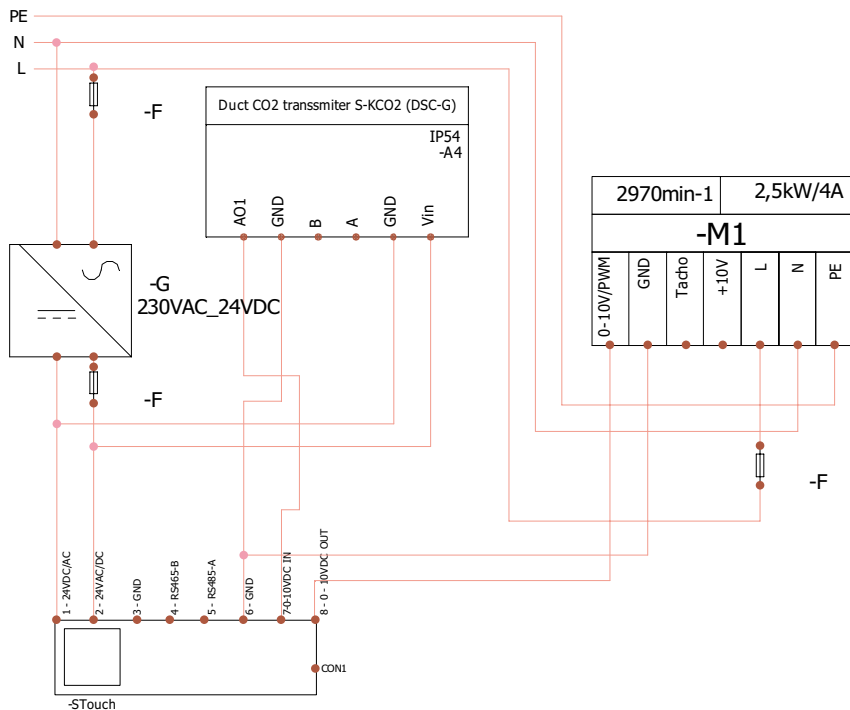 PE
N
L
-F
Duct CO2 transsmiter S-KCO2 (DSC-G)
IP54
-A4
AO1
GND
B
A
GND
Vin
2970min-1
2,5kW/4A
-M1
0-10V/PWM
GND
Tacho
+10V
L
N
PE
-G
230VAC_24VDC
-F
-F
1 - 24VDC/AC
2 - 24VAC/DC
3 - GND
4 - RS465-B
5 - RS485-A
6 - GND
7-0-10VDC IN
8 - 0 - 10VDC OUT
CON1
-STouch